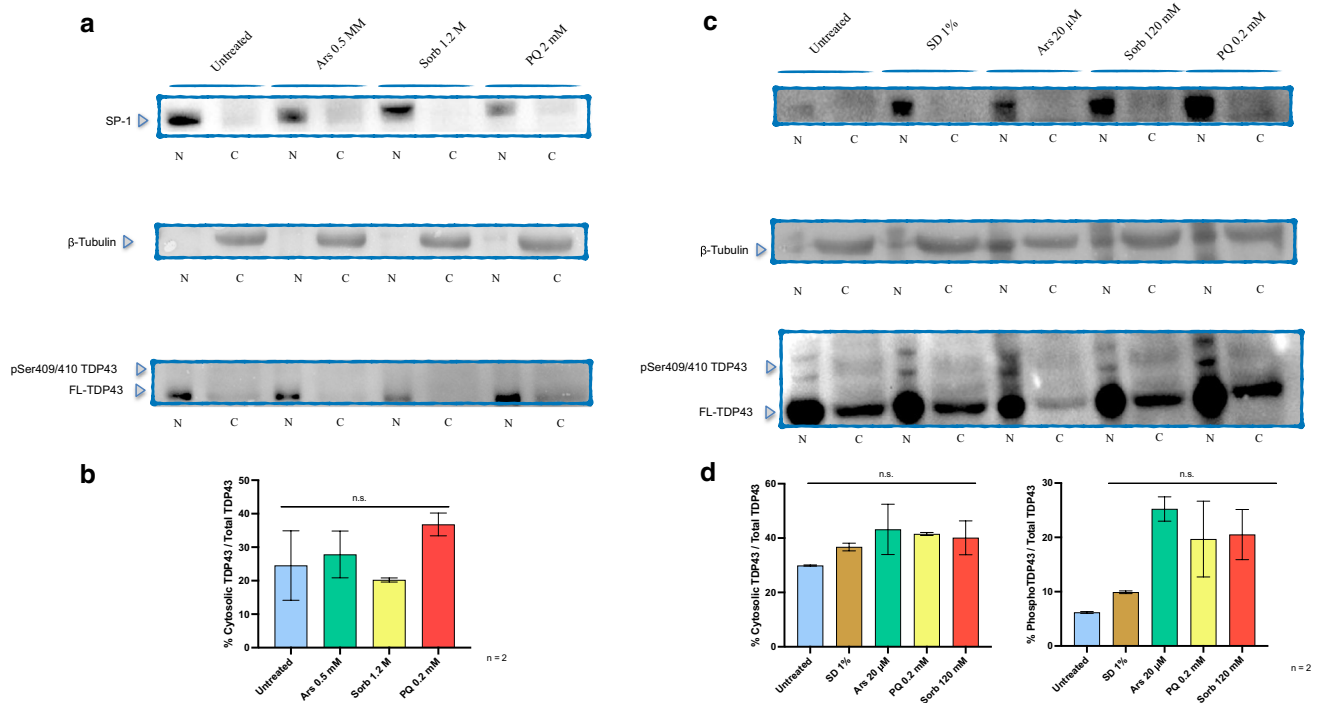 a
Untreated
Ars 0.5 MM
Sorb 1.2 M
PQ 2 mM
SP-1
N C N C N C N C
β-Tubulin
N C N C N C N C
pSer409/410 TDP43
FL-TDP43
N C N C N C N C
b
% Cytosolic TDP43 / Total TDP43
50
40
30
20
10
0
n.s.
Untreated
Ars 0.5 mM
Sorb 1.2 M
PQ 0.2 mM
n = 2
c
Untreated
SD 1%
Ars 20 µM
Sorb 120 mM
PQ 0.2 mM
N C N C N C N C N C
β-Tubulin
N C N C N C N C N C
pSer409/410 TDP43
FL-TDP43
N C N C N C N C N C
d
% Cytosolic TDP43 / Total TDP43
60
40
20
0
n.s.
Untreated
SD 1%
Ars 20 µM
PQ 0.2 mM
Sorb 120 mM
% PhosphoTDP43 / Total TDP43
30
20
10
0
n.s.
Untreated
SD 1%
Ars 20 µM
PQ 0.2 mM
Sorb 120 mM
n = 2